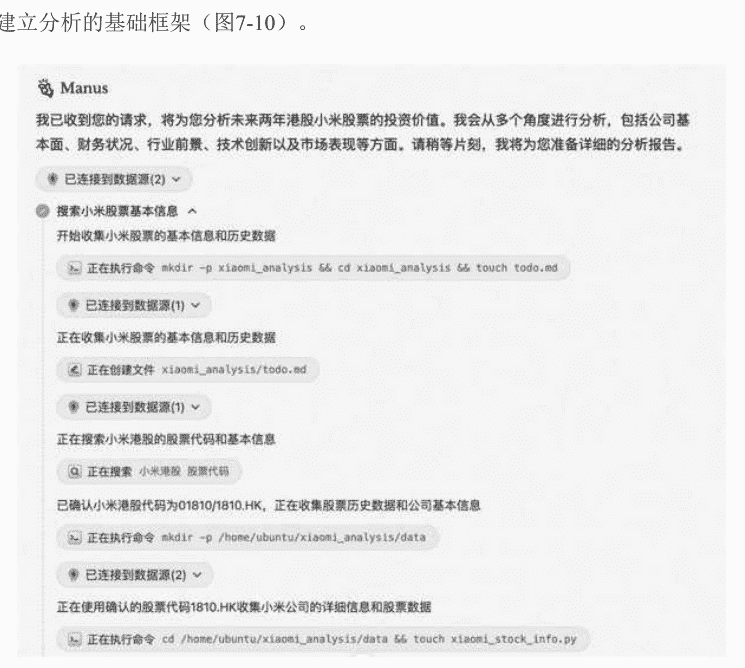 建立分析的基础框架（图7-10）。
Manus
我已收到您的请求，将为您分析未来两年港股小米股票的投资价值。我会从多个角度进行分析，包括公司基
本面、财务状况、行业前景、技术创新以及市场表现等方面。请稍等片刻，我将为您准备详细的分析报告。
已连接到数据源(2)
搜索小米股票基本信息
开始收集小米股票的基本信息和历史数据
正在执行命令 mkdir -p xiaomi_analysis && cd xiaomi_analysis && touch todo.md
已连接到数据源(1)
正在收集小米股票的基本信息和历史数据
正在创建文件 xiaomi_analysis/todo.md
已连接到数据源(1)
正在搜索小米港股的股票代码和基本信息
正在搜索 小米港股 股票代码
已确认小米港股代码为01810/1810.HK，正在收集股票历史数据和公司基本信息
正在执行命令 mkdir -p /home/ubuntu/xiaomi_analysis/data
已连接到数据源(2)
正在使用确认的股票代码1810.HK收集小米公司的详细信息和股票数据
正在执行命令 cd /home/ubuntu/xiaomi_analysis/data && touch xiaomi_stock_info.py